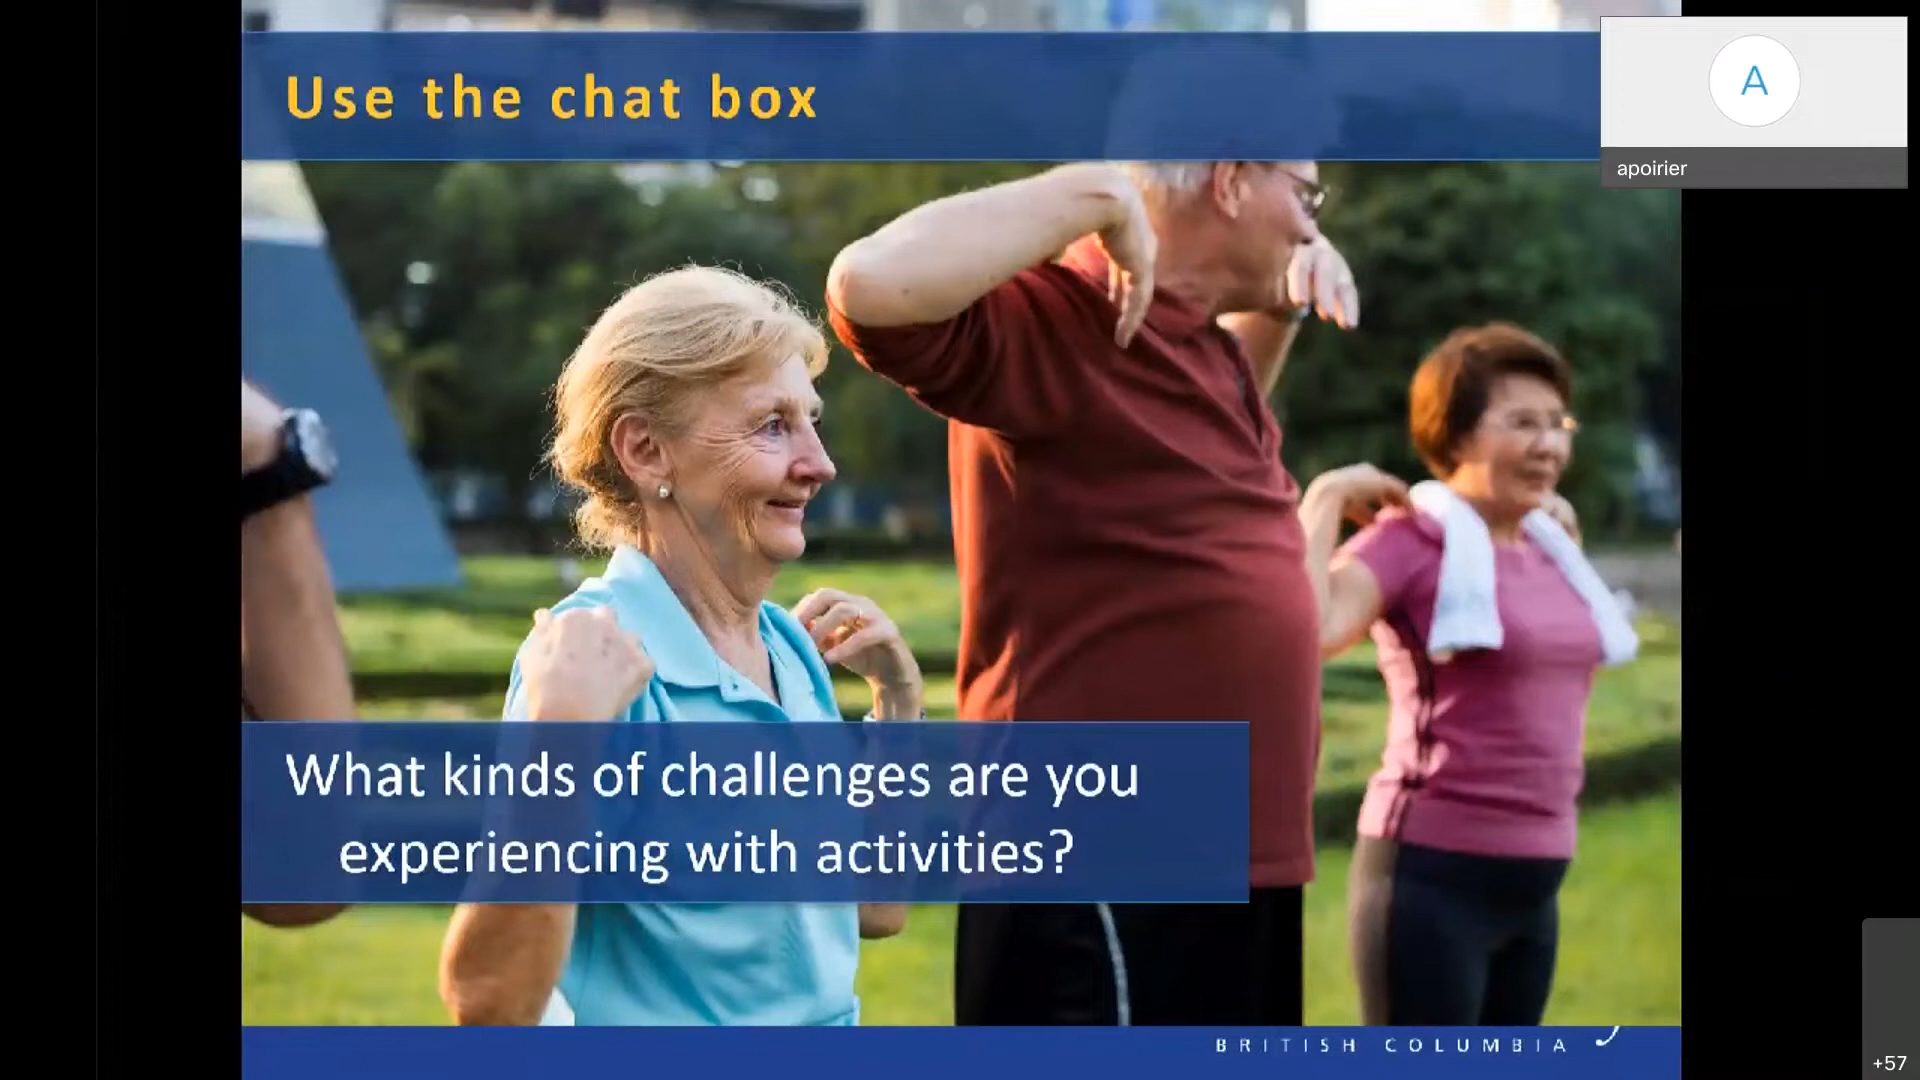 Use the chat box
A
apoirier
What kinds of challenges are you
experiencing with activities?
BRITISH COLUMBIA
+57